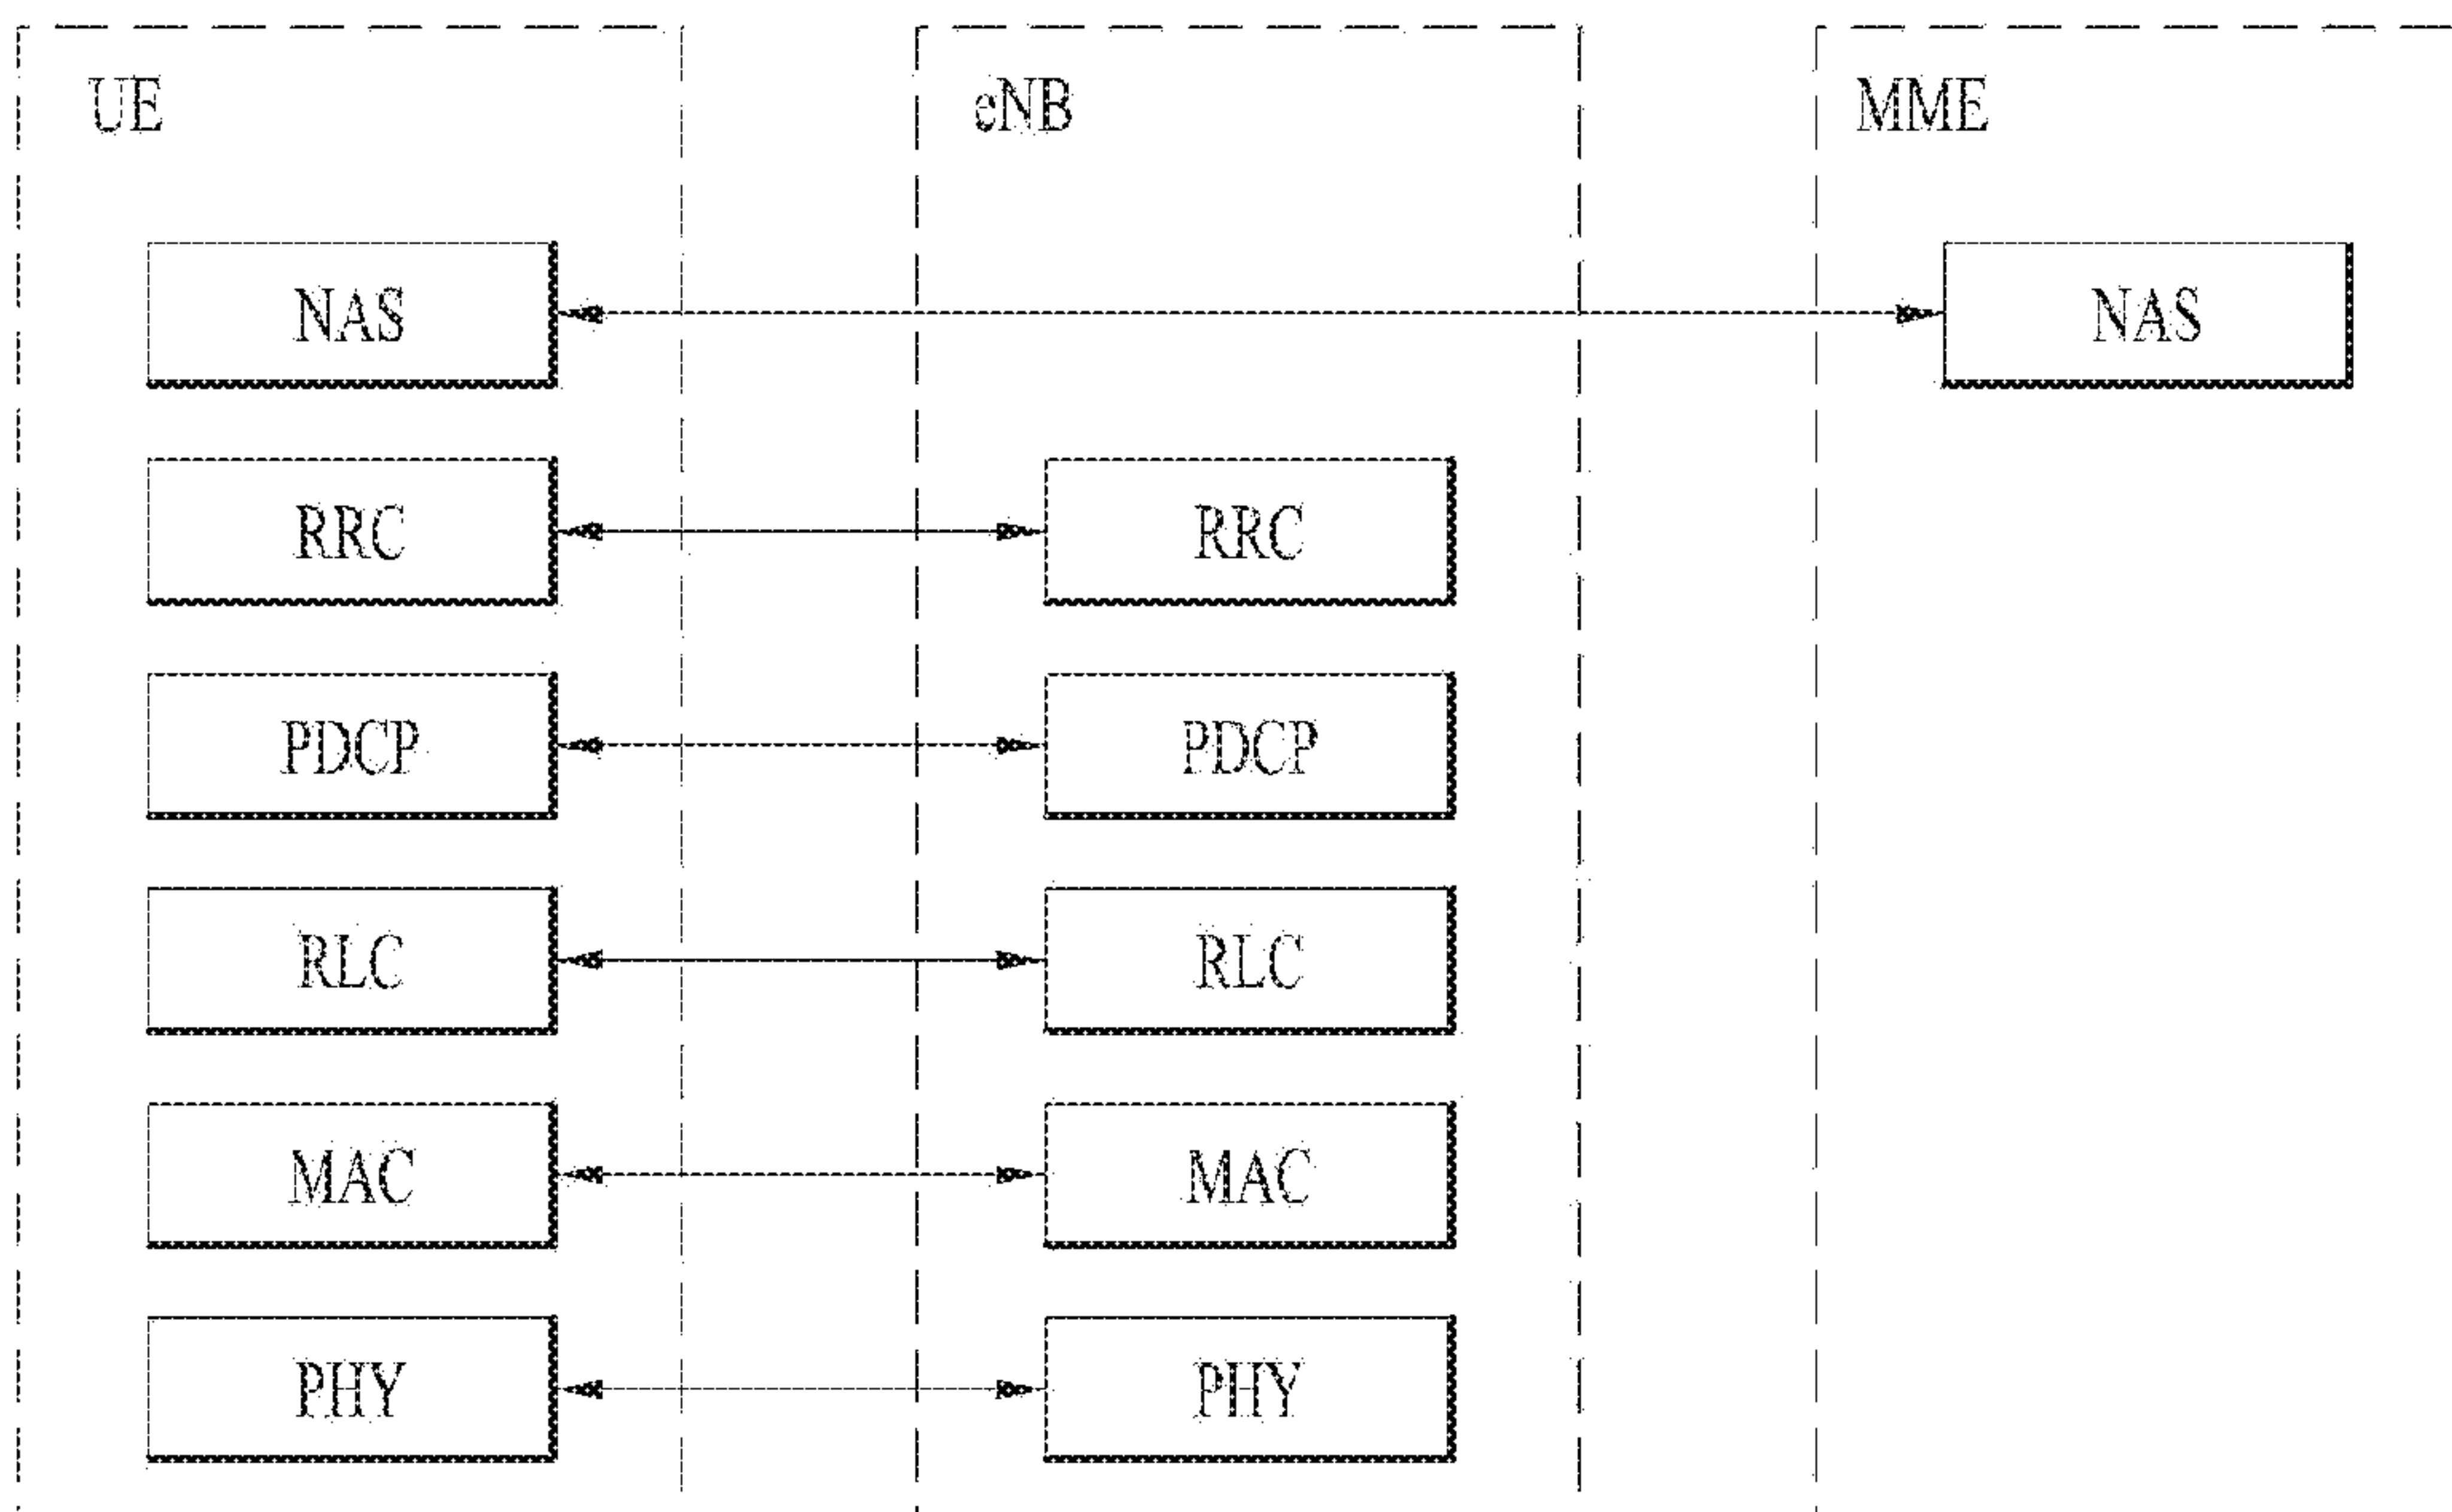 UE
eNB
MME
NAS
NAS
RRC
RRC
PDCP
PDCP
RLC
RLC
MAC
MAC
PHY
PHY